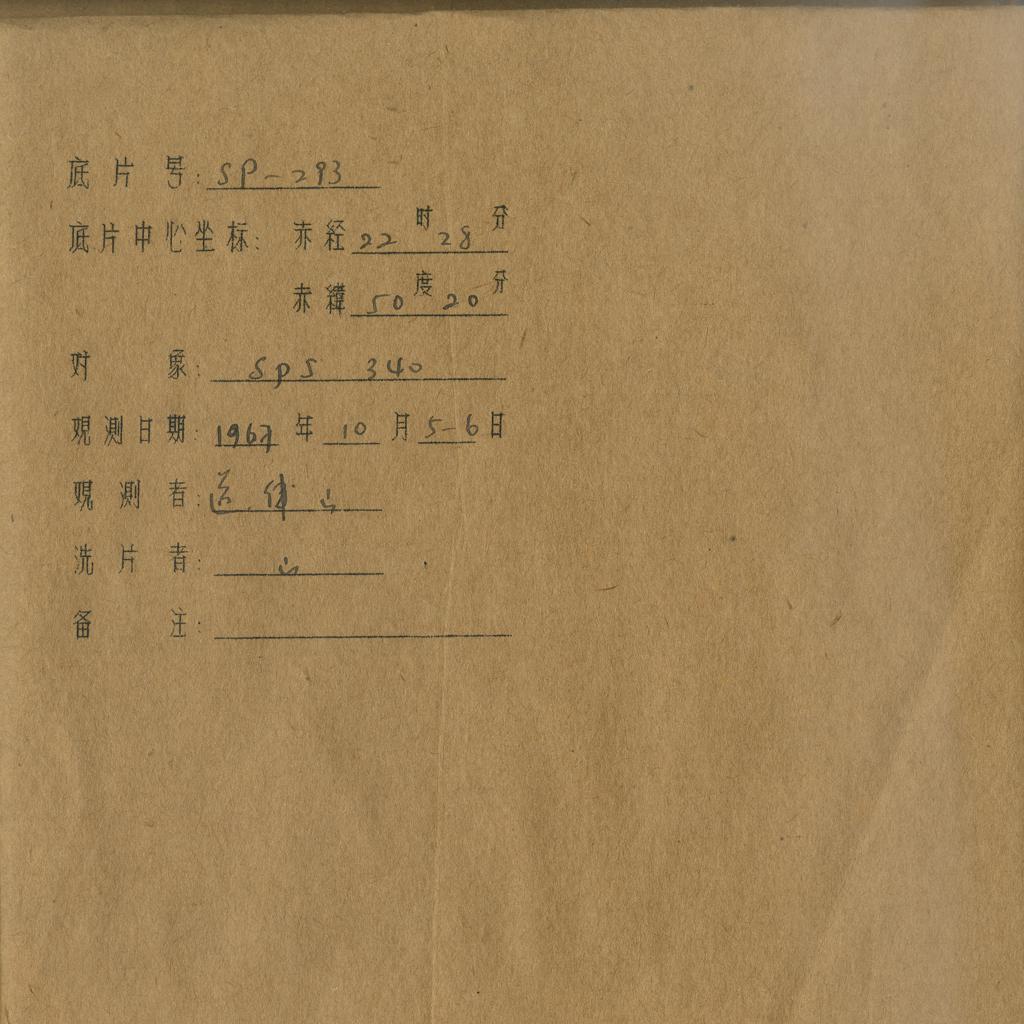 底片号: SP-293
底片中心坐标: 赤经 22 时 28 分
赤緯 50 度 20 分
对象: SPS 340
观測日期: 1967 年 10 月 5-6 日
观測者:
洗片者:
备注: